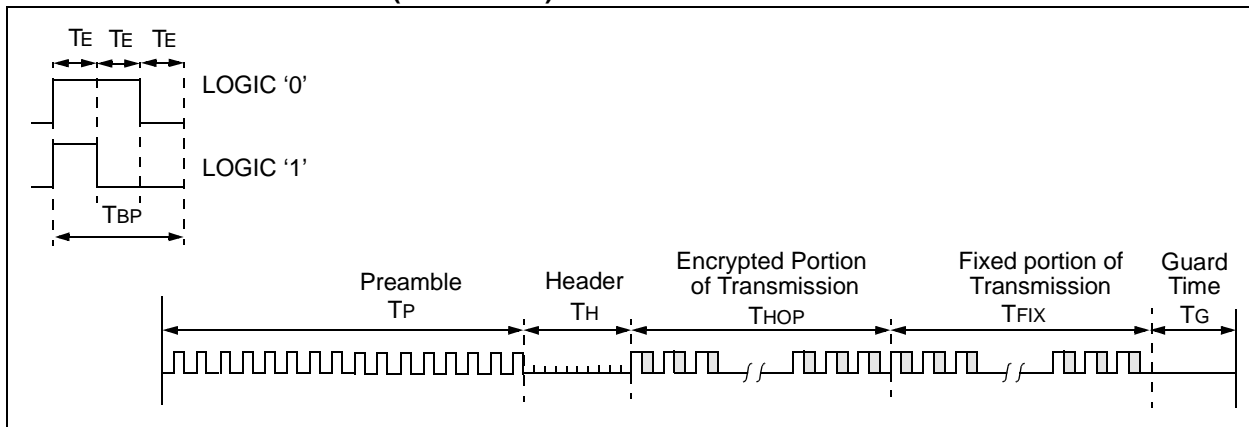 TE TE TE
LOGIC ‘0’
LOGIC ‘1’
TBP
Preamble
TP
Header
TH
Encrypted Portion
of Transmission
THOP
Fixed portion of
Transmission
TFIX
Guard
Time
TG